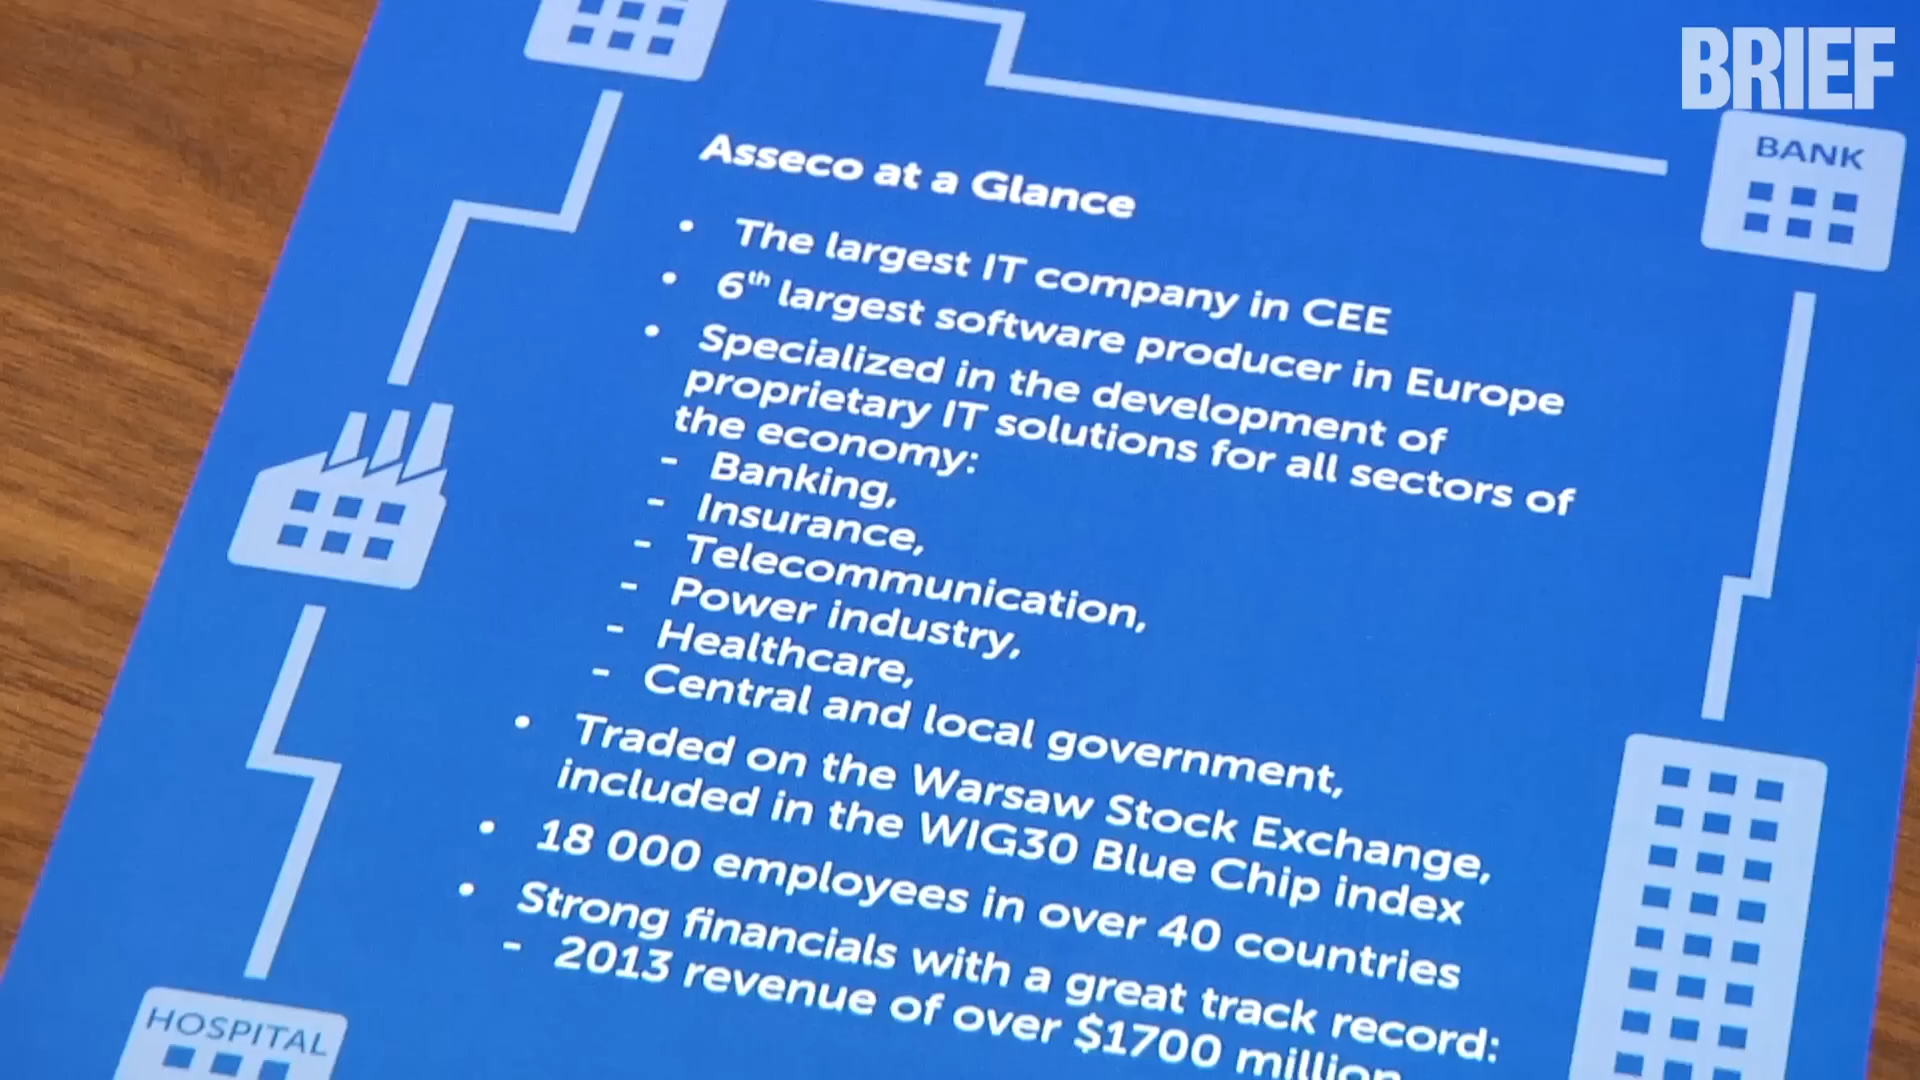 BRIEF
BANK
Asseco at a Glance
• The largest IT company in CEE
• 6th largest software producer in Europe
• Specialized in the development of
proprietary IT solutions for all sectors of
the economy:
- Banking,
- Insurance,
- Telecommunication,
- Power industry,
- Healthcare,
- Central and local government,
• Traded on the Warsaw Stock Exchange,
included in the WIG30 Blue Chip index
• 18 000 employees in over 40 countries
• Strong financials with a great track record:
- 2013 revenue of over $1700 million
HOSPITAL